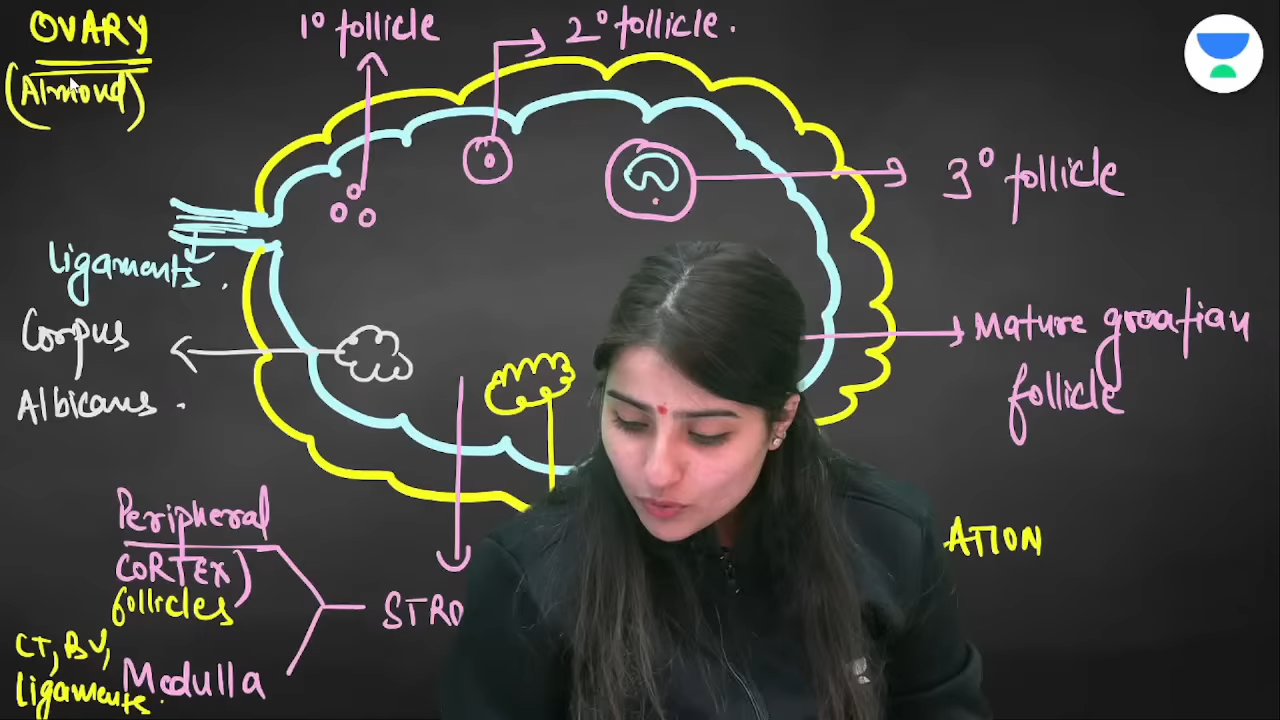 OVARY
(Almond)
1° follicle
2° follicle.
3° follicle
Ligaments.
Corpus
Albicans.
Mature graafian
follicle
Peripheral
CORTEX)
follicles
STRO
ATION
CT, BV,
ligaments.
Medulla